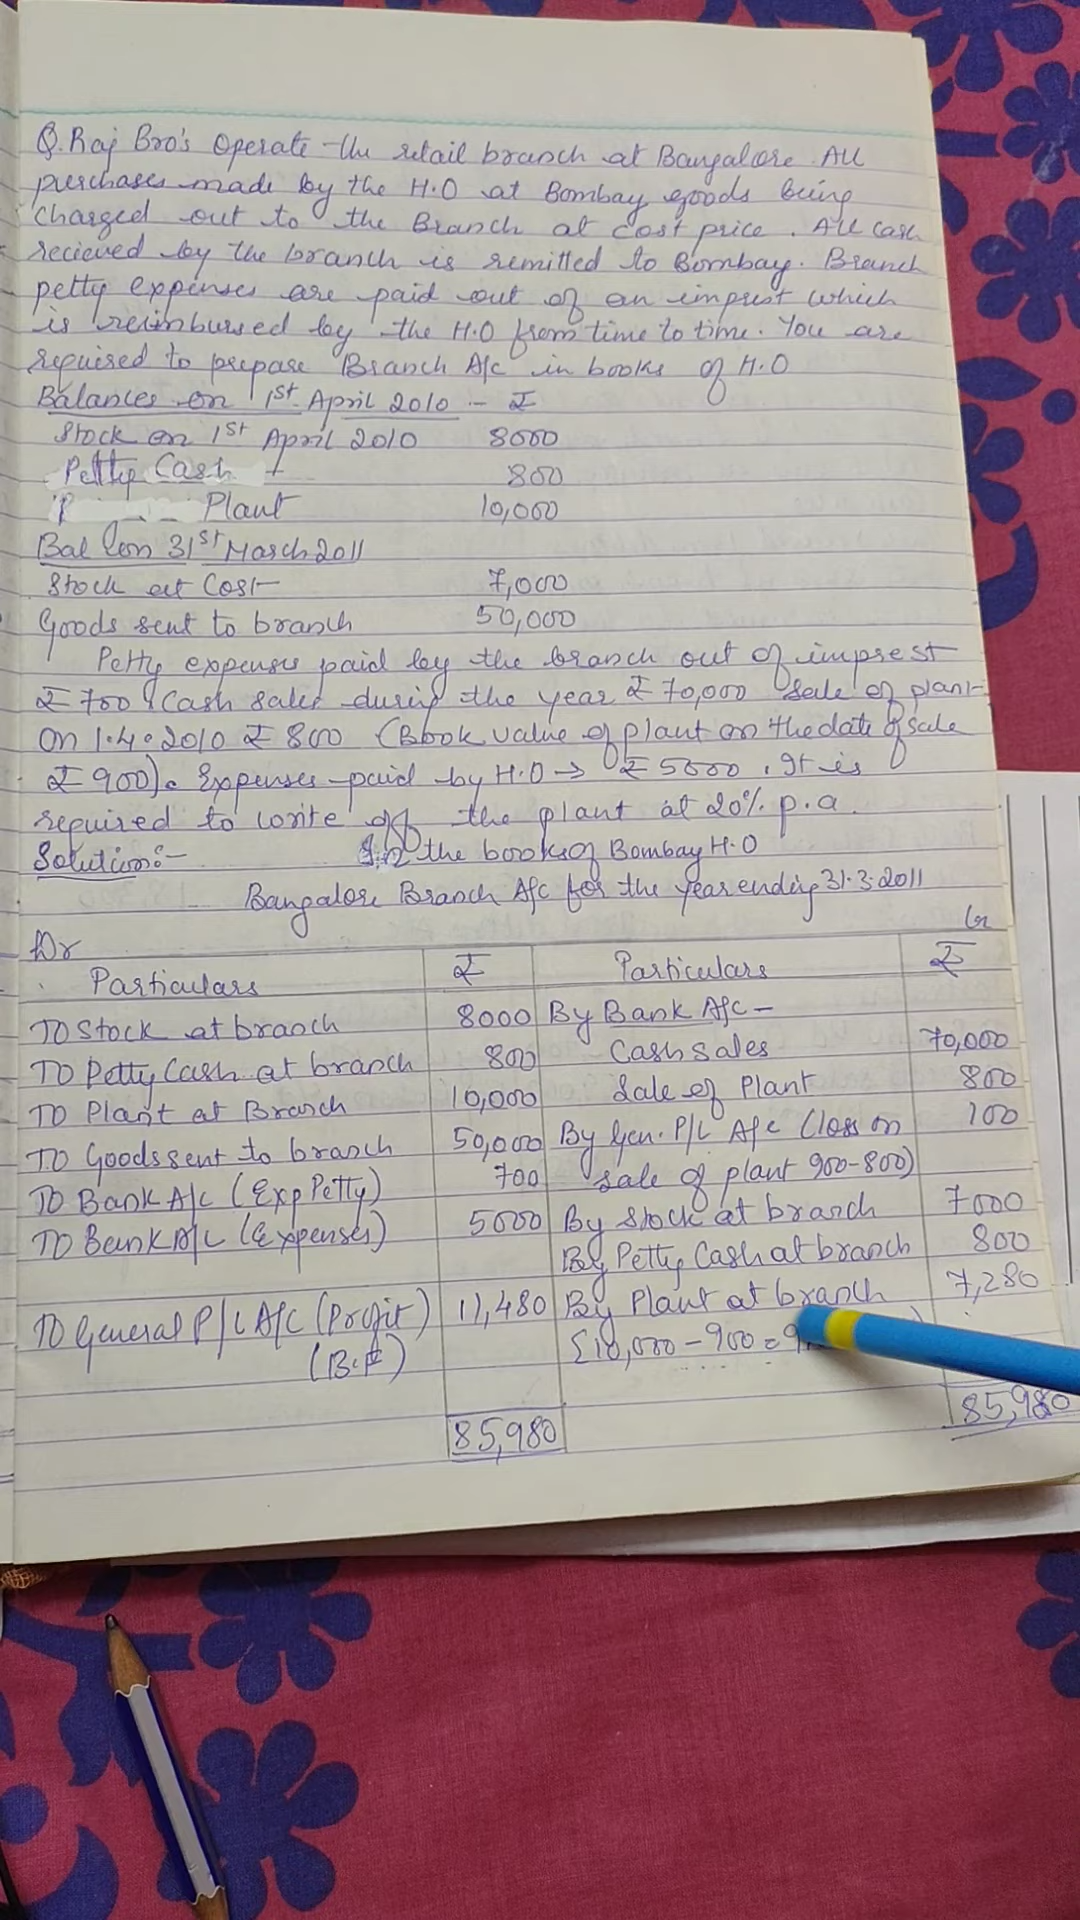 Q. Raj Bro's Operate the retail branch at Bangalore. All
purchases made by the H.O at Bombay goods being
charged out to the Branch at cost price. All cash
recieved by the branch is remitted to Bombay. Branch
petty expenses are paid out of an imprest which
is reimbursed by the H.O from time to time. You are
required to prepare Branch A/c in books of H.O
Balances on 1st April 2010 - ₹
Stock on 1st April 2010 8000
Petty Cash 800
Plant 10,000
Bal on 31st March 2011
Stock at Cost 7,000
Goods sent to branch 50,000
Petty expenses paid by the branch out of imprest
₹ 700 Cash sales during the year ₹ 70,000 Sale of plant
on 1.4.2010 ₹ 800 (Book value of plant on the date of sale
₹ 900). Expenses paid by H.O → ₹ 5000. It is
required to write off the plant at 20% p.a.
Solution:- In the books of Bombay H.O
Bangalore Branch A/c for the year ending 31.3.2011
Dr Cr
Particulars ₹ Particulars ₹
To Stock at branch 8000 By Bank A/c -
To Petty Cash at branch 800 Cash sales 70,000
To Plant at Branch 10,000 Sale of Plant 800
To Goods sent to branch 50,000 By Gen. P/L A/c (loss on 100
To Bank A/c (Exp Petty) 700 sale of plant 900-800)
To Bank A/c (Expenses) 5000 By Stock at branch 7000
By Petty Cash at branch 800
To General P/L A/c (Profit) 11,480 By Plant at branch 7,280
(B.F) {10,000 - 900 =
85,980 85,980